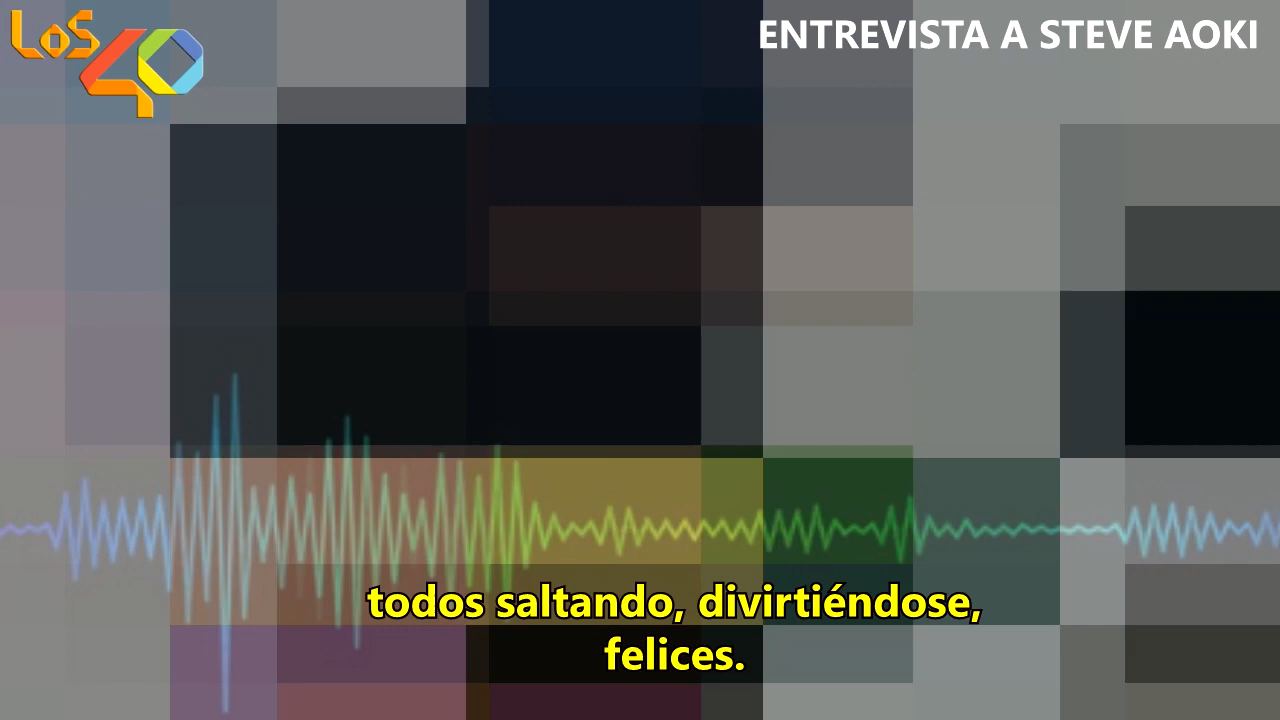 LOS
40
ENTREVISTA A STEVE AOKI
todos saltando, divirtiéndose,
felices.